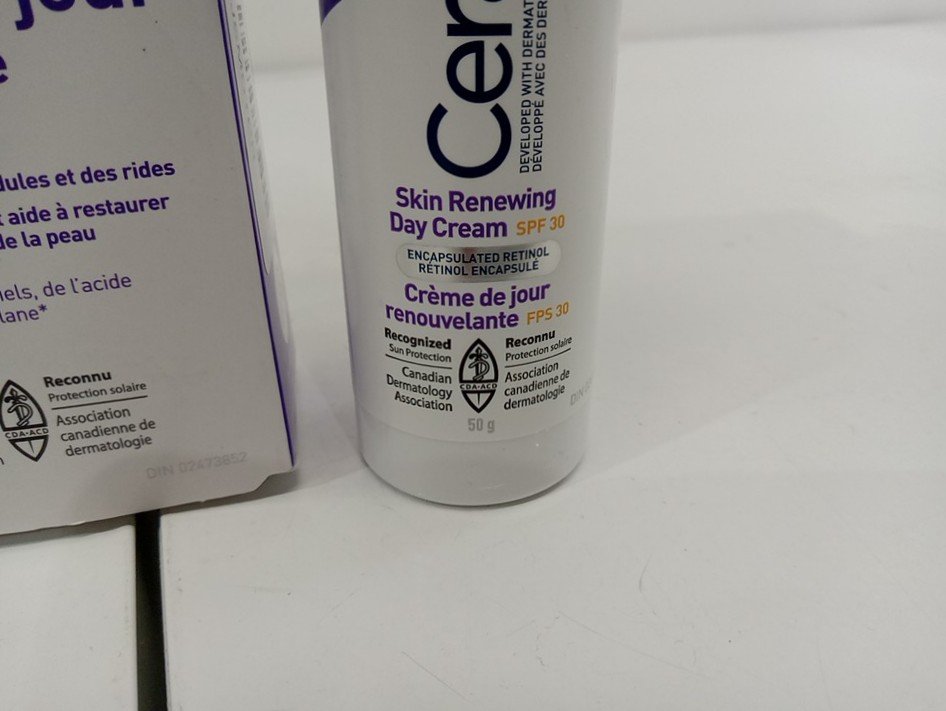 jour
e
dules et des rides
t aide à restaurer
de la peau
iels, de l'acide
lane*
Reconnu
Protection solaire
Association
canadienne de
dermatologie
CDA-ACD
DIN 02473852
Cer
DEVELOPED WITH DERMAT
DÉVELOPPÉ AVEC DES DER
Skin Renewing
Day Cream SPF 30
ENCAPSULATED RETINOL
RÉTINOL ENCAPSULÉ
Crème de jour
renouvelante FPS 30
Recognized
Sun Protection
Canadian
Dermatology
Association
CDA-ACD
Reconnu
Protection solaire
Association
canadienne de
dermatologie
50 g
DIN